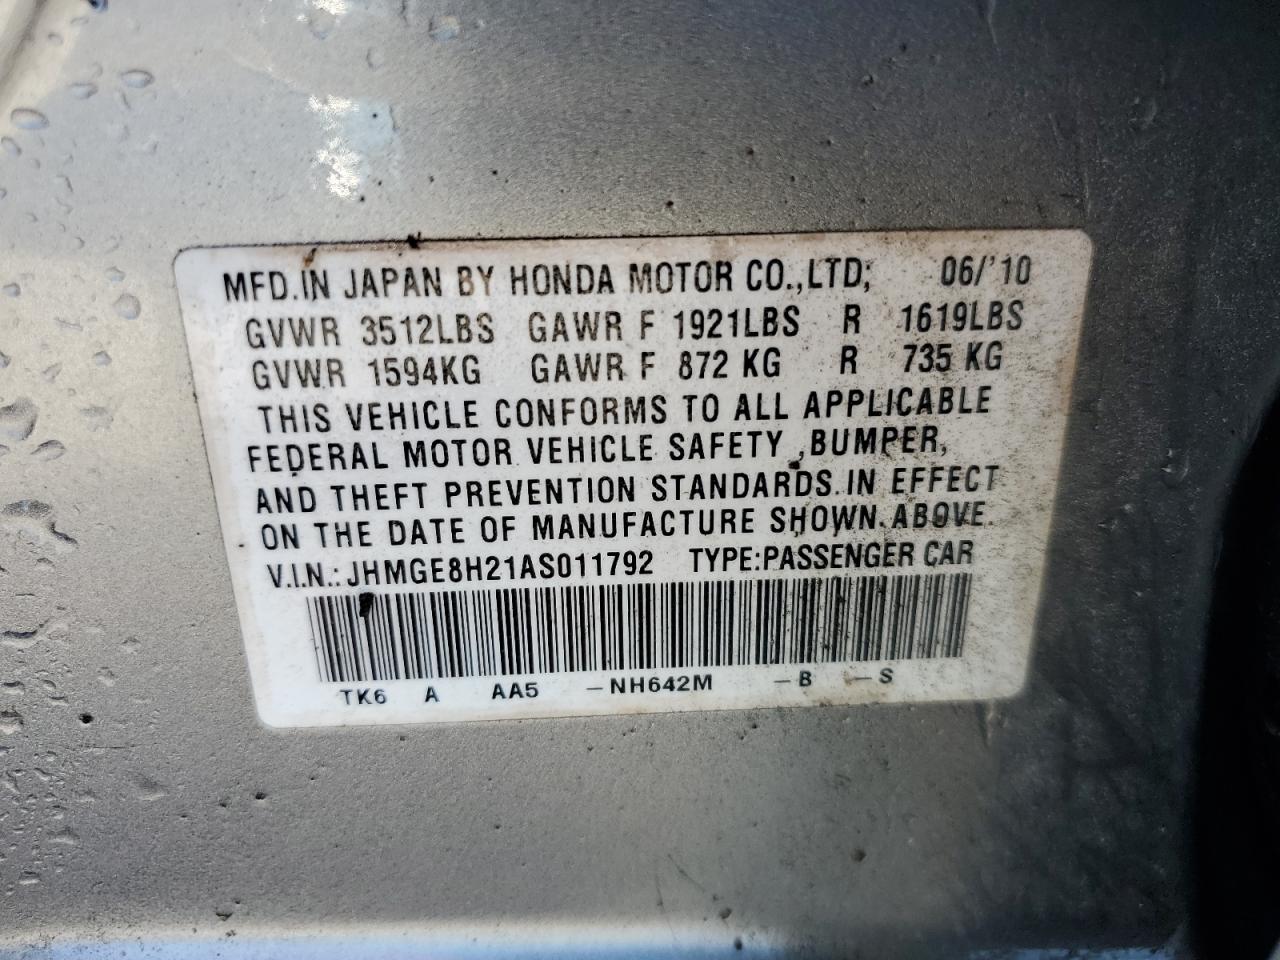 MFD.IN JAPAN BY HONDA MOTOR CO.,LTD; 06/'10
GVWR 3512LBS GAWR F 1921LBS R 1619LBS
GVWR 1594KG GAWR F 872 KG R 735 KG
THIS VEHICLE CONFORMS TO ALL APPLICABLE
FEDERAL MOTOR VEHICLE SAFETY ,BUMPER,
AND THEFT PREVENTION STANDARDS IN EFFECT
ON THE DATE OF MANUFACTURE SHOWN ABOVE.
V.I.N.: JHMGE8H21AS011792 TYPE:PASSENGER CAR
TK6 A AA5 -NH642M -B -S